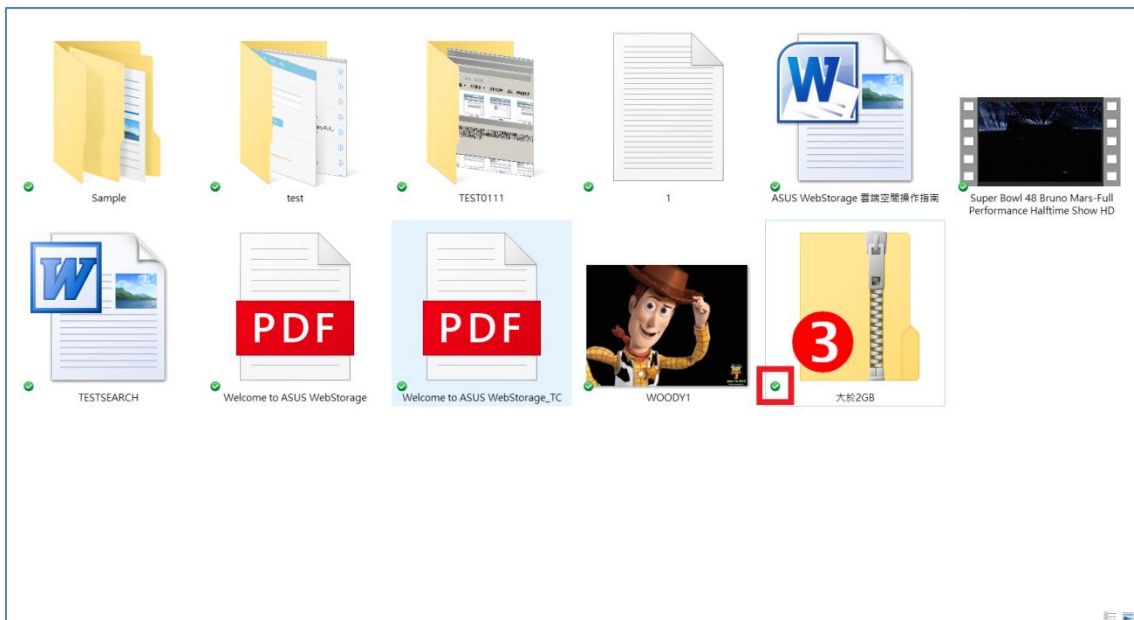 Sample
test
TEST0111
1
ASUS WebStorage 雲端空間操作指南
Super Bowl 48 Bruno Mars-Full
Performance Halftime Show HD
W
W
PDF
PDF
3
TESTSEARCH
Welcome to ASUS WebStorage
Welcome to ASUS WebStorage_TC
WOODY1
大於2GB